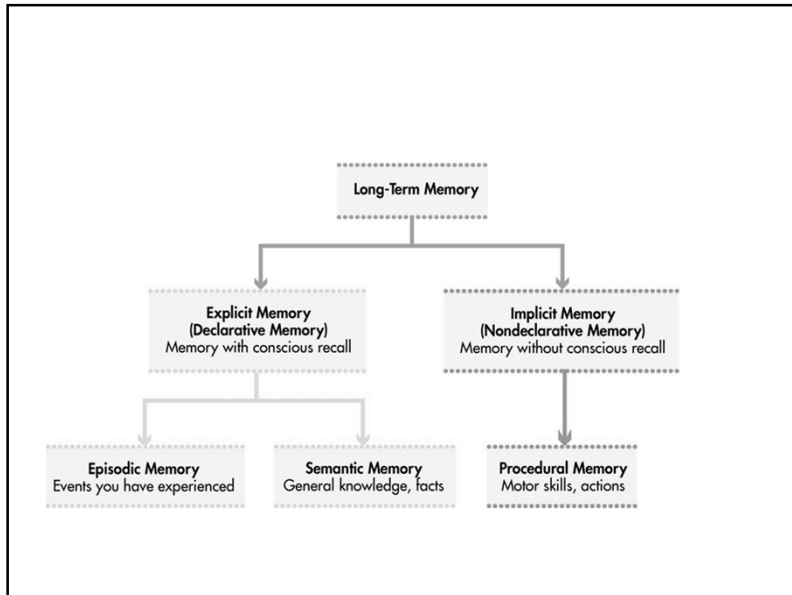 Long-Term Memory
Explicit Memory
(Declarative Memory)
Memory with conscious recall
Implicit Memory
(Nondeclarative Memory)
Memory without conscious recall
Episodic Memory
Events you have experienced
Semantic Memory
General knowledge, facts
Procedural Memory
Motor skills, actions